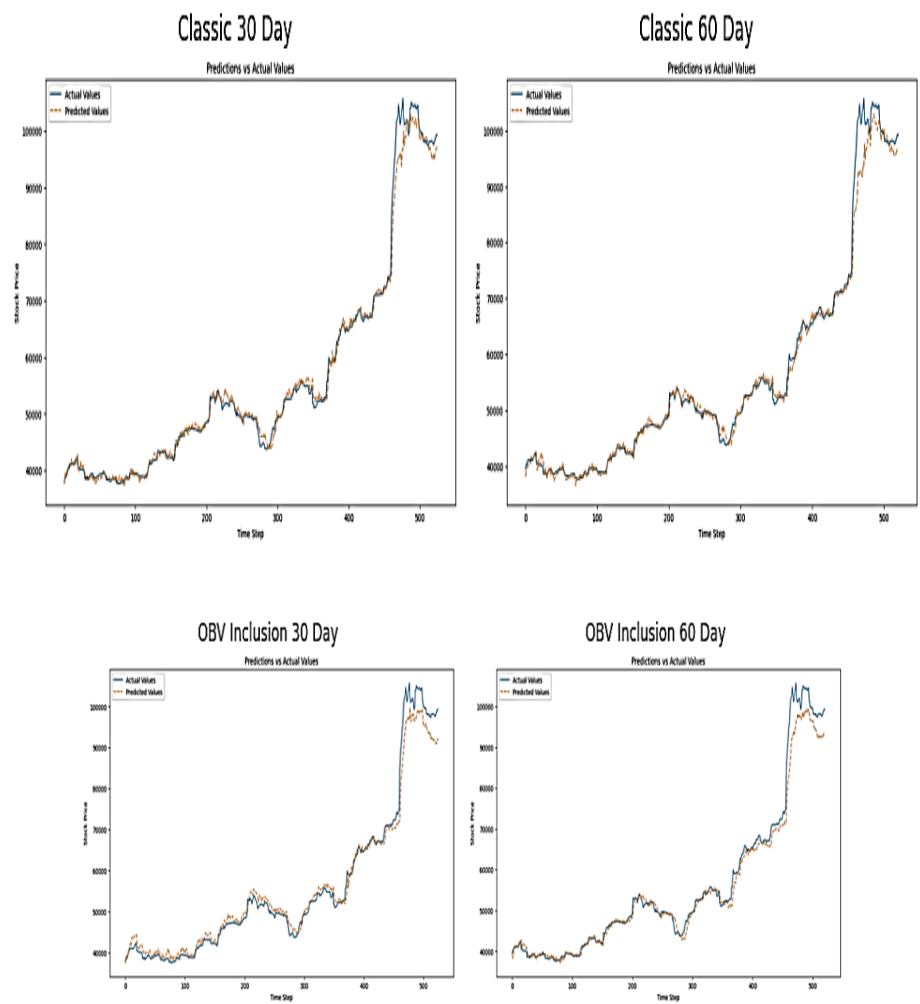 Classic 30 Day
Predictions vs Actual Values
Actual Values
Predicted Values
100000
90000
80000
70000
60000
50000
40000
Stock Price
0 100 200 300 400 500
Time Step
Classic 60 Day
Predictions vs Actual Values
Actual Values
Predicted Values
100000
90000
80000
70000
60000
50000
40000
Stock Price
0 100 200 300 400 500
Time Step
OBV Inclusion 30 Day
Predictions vs Actual Values
Actual Values
Predicted Values
100000
90000
80000
70000
60000
50000
40000
Stock Price
0 100 200 300 400 500
Time Step
OBV Inclusion 60 Day
Predictions vs Actual Values
Actual Values
Predicted Values
100000
90000
80000
70000
60000
50000
40000
Stock Price
0 100 200 300 400 500
Time Step